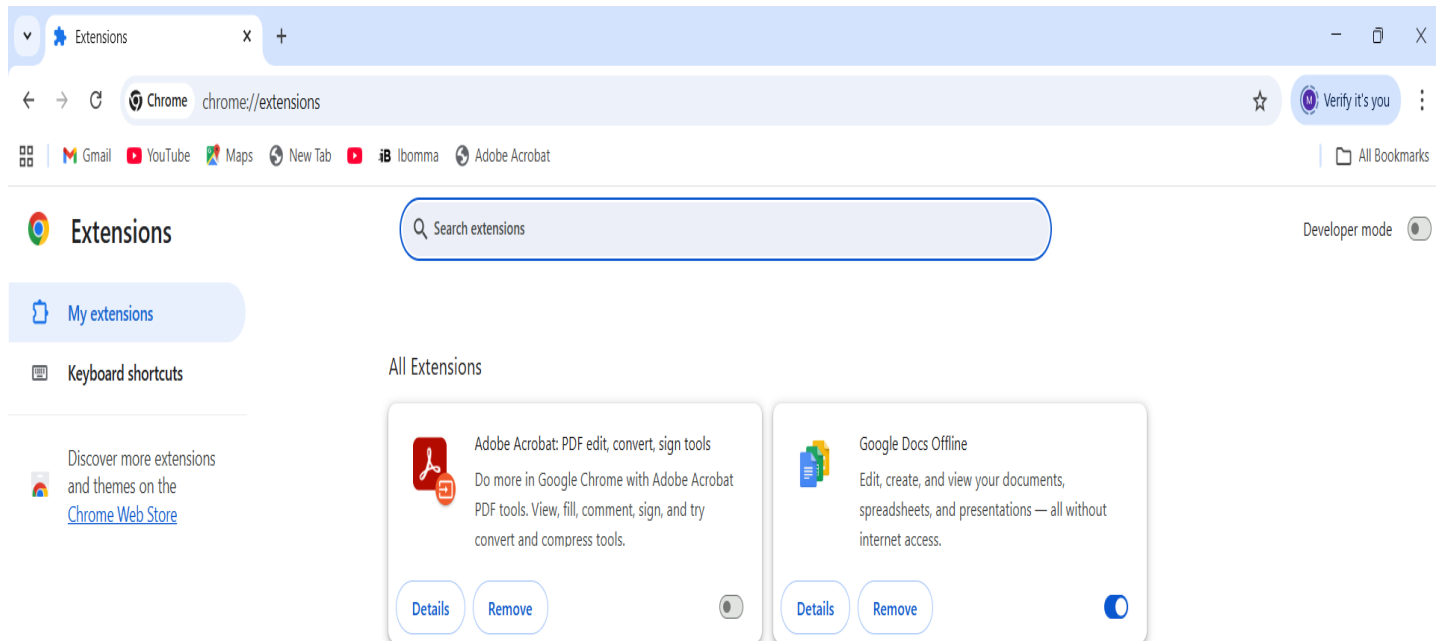 Extensions
Chrome chrome://extensions
M Verify it's you
Gmail YouTube Maps New Tab iB Ibomma Adobe Acrobat All Bookmarks
Extensions
Search extensions
Developer mode
My extensions
Keyboard shortcuts
Discover more extensions
and themes on the
Chrome Web Store
All Extensions
Adobe Acrobat: PDF edit, convert, sign tools
Do more in Google Chrome with Adobe Acrobat
PDF tools. View, fill, comment, sign, and try
convert and compress tools.
Details Remove
Google Docs Offline
Edit, create, and view your documents,
spreadsheets, and presentations — all without
internet access.
Details Remove